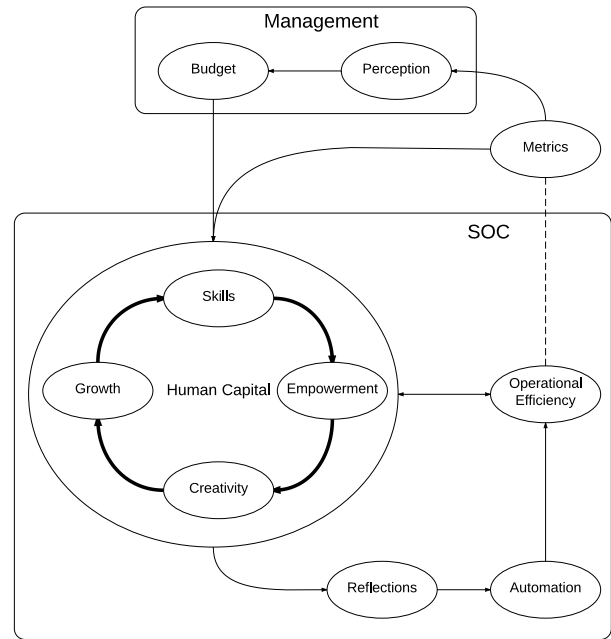 Management
Budget
Perception
Metrics
SOC
Skills
Growth
Human Capital
Empowerment
Operational
Efficiency
Creativity
Reflections
Automation